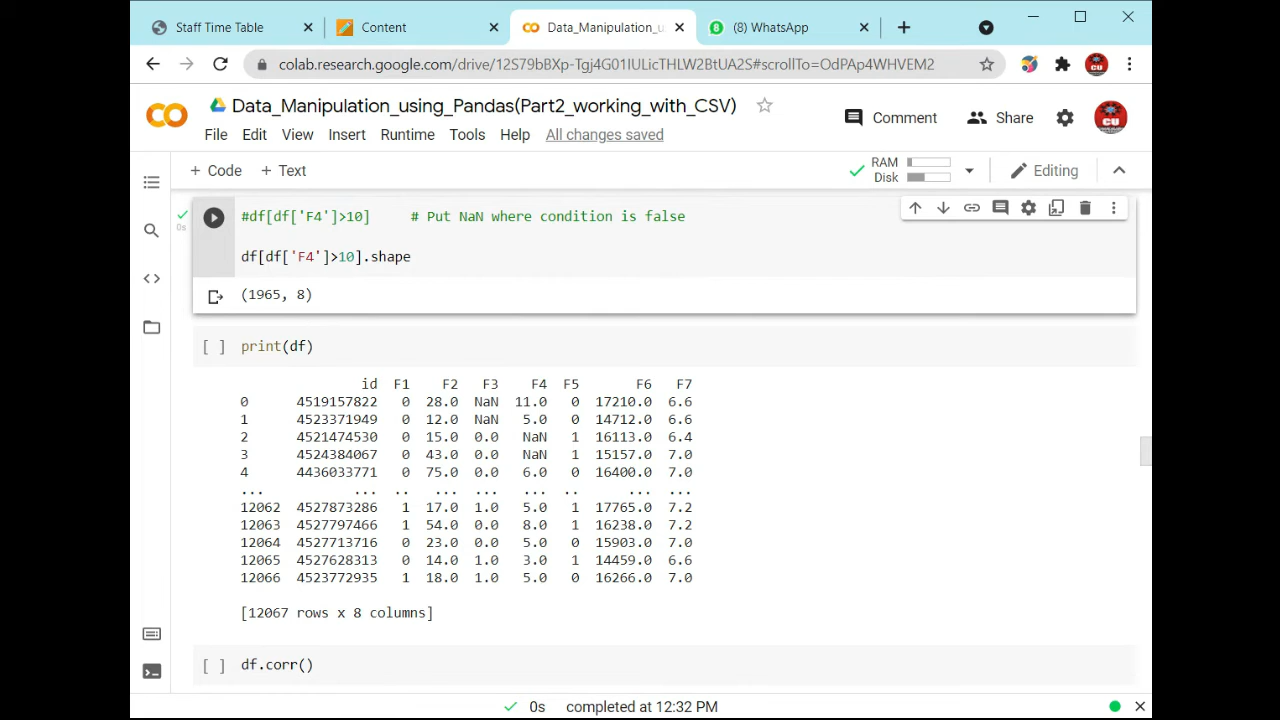 Staff Time Table
Content
Data_Manipulation_u
(8) WhatsApp
colab.research.google.com/drive/12S79bBXp-Tgj4G01IULicTHLW2BtUA2S#scrollTo=OdPAp4WHVEM2
Data_Manipulation_using_Pandas(Part2_working_with_CSV)
File Edit View Insert Runtime Tools Help All changes saved
Comment Share
CU
+ Code + Text
RAM
Disk
Editing
#df[df['F4']>10] # Put NaN where condition is false
0s
df[df['F4']>10].shape
(1965, 8)
[ ] print(df)
id F1 F2 F3 F4 F5 F6 F7
0 4519157822 0 28.0 NaN 11.0 0 17210.0 6.6
1 4523371949 0 12.0 NaN 5.0 0 14712.0 6.6
2 4521474530 0 15.0 0.0 NaN 1 16113.0 6.4
3 4524384067 0 43.0 0.0 NaN 1 15157.0 7.0
4 4436033771 0 75.0 0.0 6.0 0 16400.0 7.0
... ... .. ... ... ... .. ... ...
12062 4527873286 1 17.0 1.0 5.0 1 17765.0 7.2
12063 4527797466 1 54.0 0.0 8.0 1 16238.0 7.2
12064 4527713716 0 23.0 0.0 5.0 0 15903.0 7.0
12065 4527628313 0 14.0 1.0 3.0 1 14459.0 6.6
12066 4523772935 1 18.0 1.0 5.0 0 16266.0 7.0
[12067 rows x 8 columns]
[ ] df.corr()
0s completed at 12:32 PM